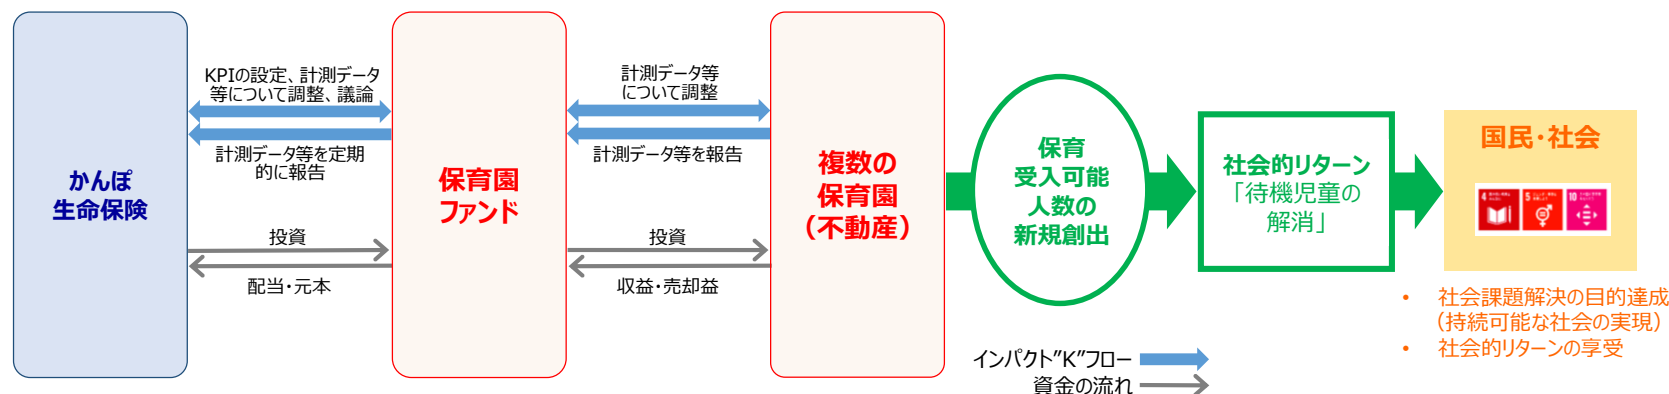 かんぽ
生命保険
KPIの設定、計測データ
等について調整、議論
計測データ等を定期
的に報告
投資
配当・元本
保育園
ファンド
計測データ等
について調整
計測データ等を報告
投資
収益・売却益
複数の
保育園
（不動産）
保育
受入可能
人数の
新規創出
社会的リターン
「待機児童の
解消」
国民・社会
4
5
10
• 社会課題解決の目的達成
（持続可能な社会の実現）
• 社会的リターンの享受
インパクト”K”フロー
資金の流れ